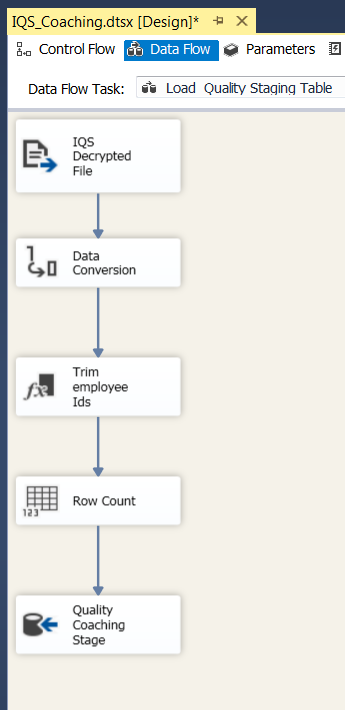 IQS_Coaching.dtsx [Design]*
Control Flow Data Flow Parameters
Data Flow Task: Load Quality Staging Table
IQS
Decrypted
File
Data
Conversion
Trim
employee
Ids
123
Row Count
Quality
Coaching
Stage